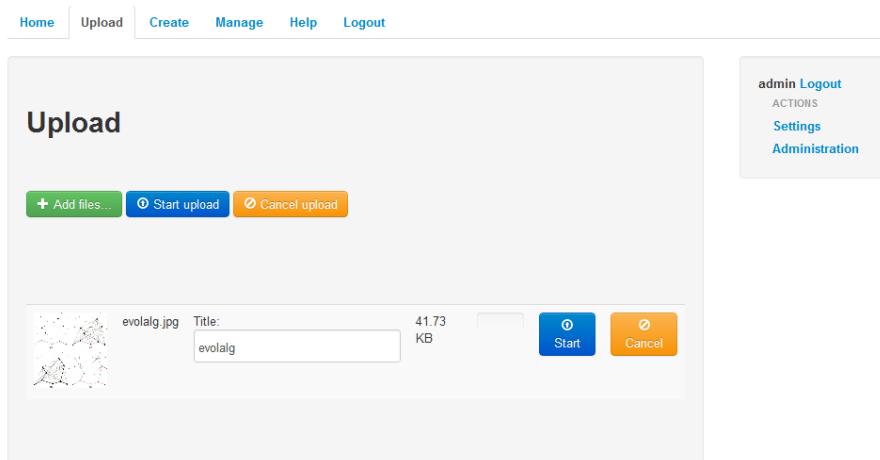 Home Upload Create Manage Help Logout
admin Logout
ACTIONS
Settings
Administration
Upload
Add files... Start upload Cancel upload
evolalg.jpg Title: 41.73
KB
evolalg
Start Cancel